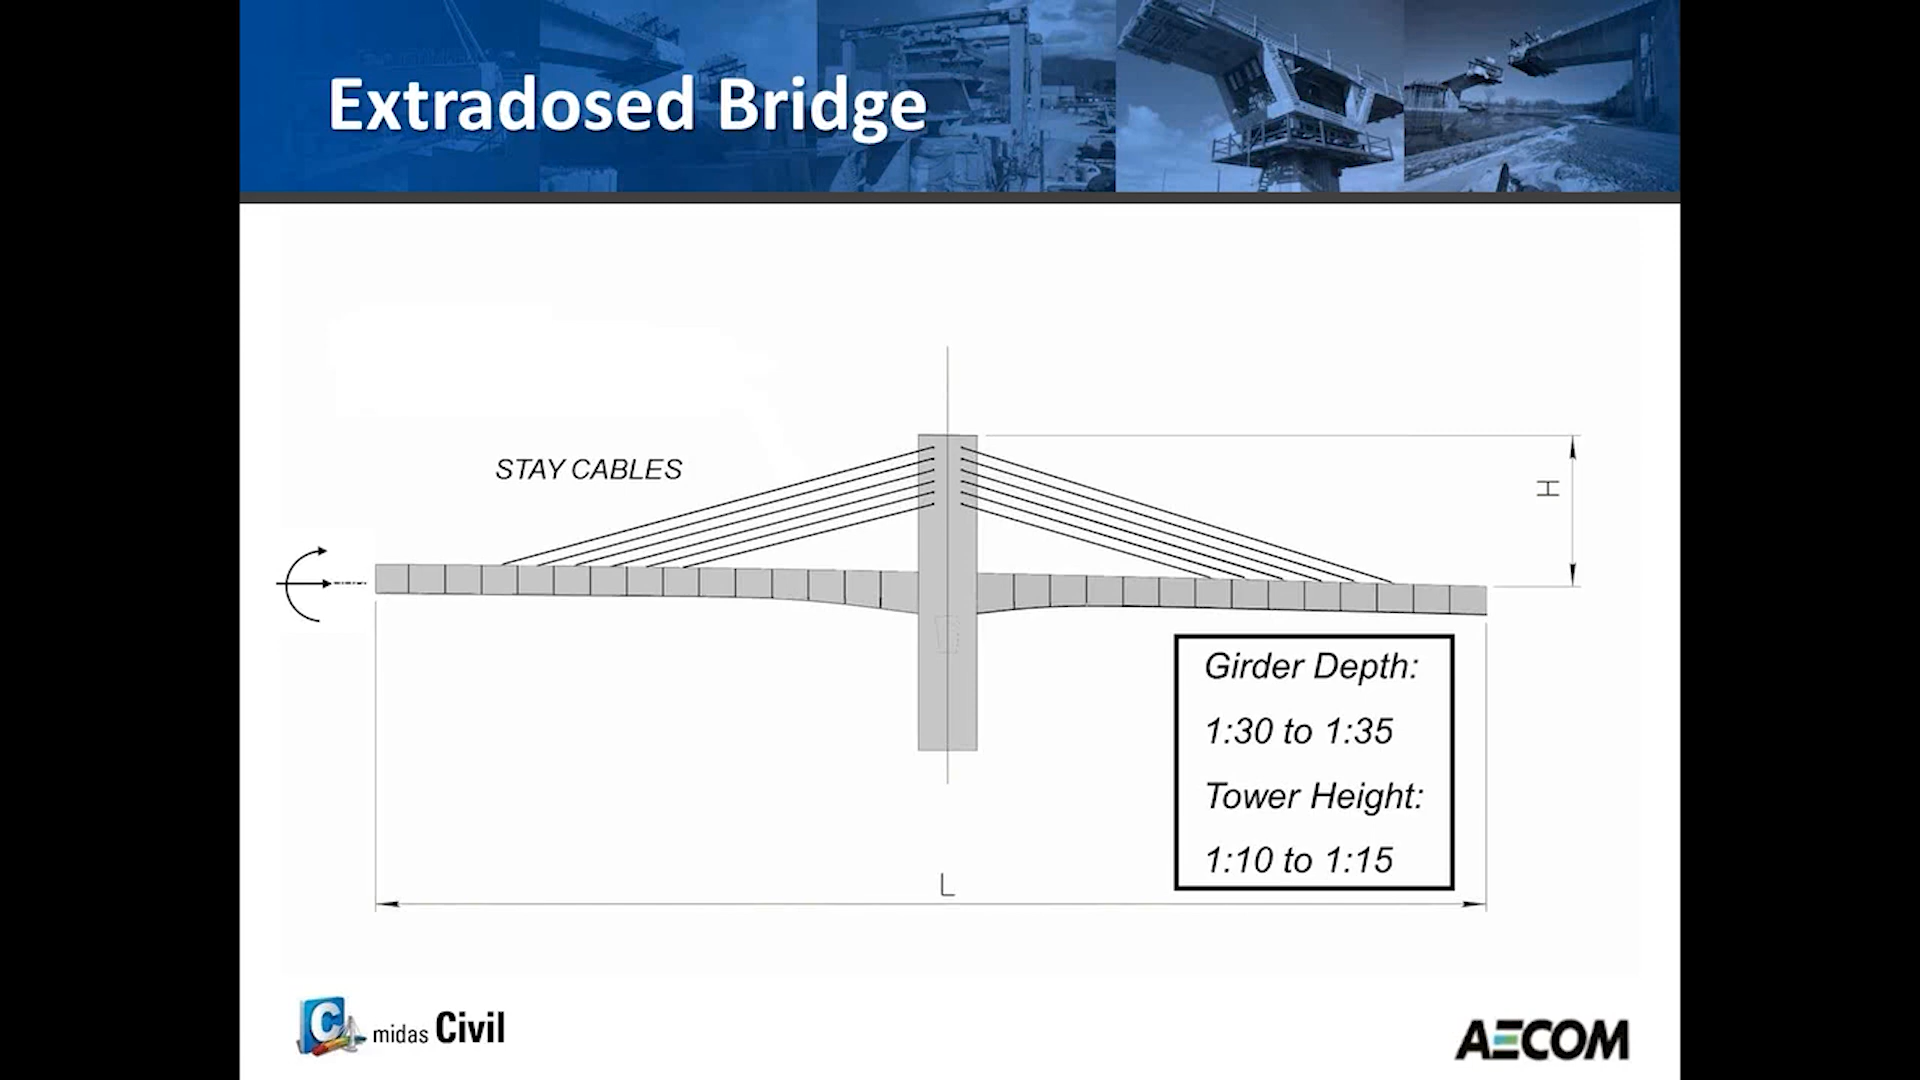 Extradosed Bridge
STAY CABLES
H
Girder Depth:
1:30 to 1:35
Tower Height:
1:10 to 1:15
L
C
midas Civil
AECOM